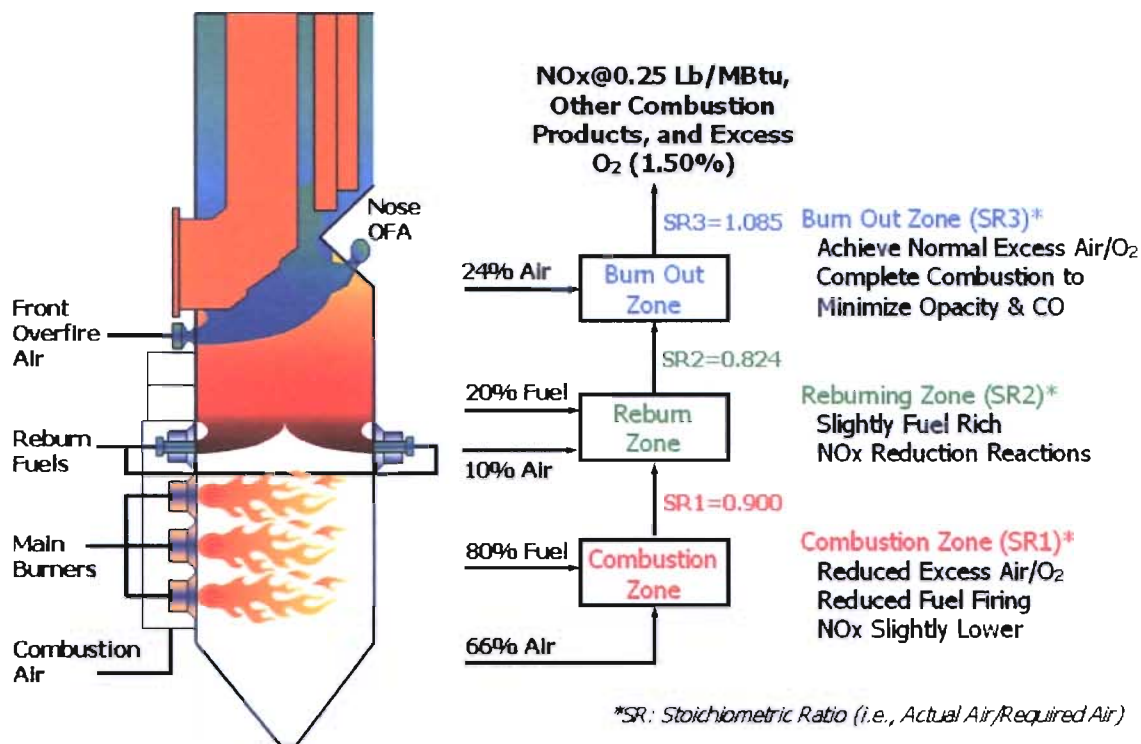 NOx@0.25 Lb/MBtu,
Other Combustion
Products, and Excess
O₂ (1.50%)
Nose
OFA
Front
Overfire
Air
Reburn
Fuels
Main
Burners
Combustion
Air
SR3=1.085
24% Air
Burn Out
Zone
SR2=0.824
20% Fuel
Reburn
Zone
10% Air
SR1=0.900
80% Fuel
Combustion
Zone
66% Air
Burn Out Zone (SR3)*
Achieve Normal Excess Air/O₂
Complete Combustion to
Minimize Opacity & CO
Reburning Zone (SR2)*
Slightly Fuel Rich
NOx Reduction Reactions
Combustion Zone (SR1)*
Reduced Excess Air/O₂
Reduced Fuel Firing
NOx Slightly Lower
*SR: Stoichiometric Ratio (i.e., Actual Air/Required Air)